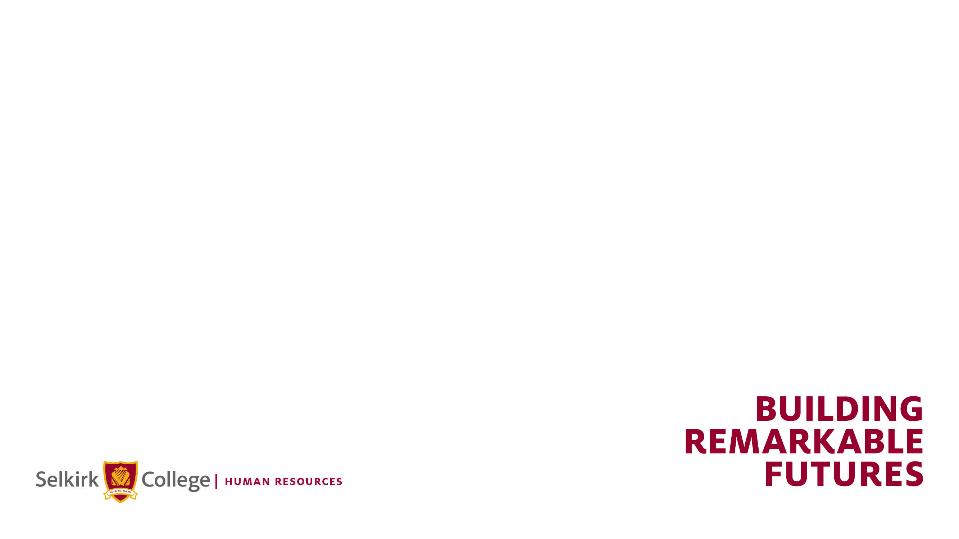 BUILDING
REMARKABLE
FUTURES
Selkirk College | HUMAN RESOURCES